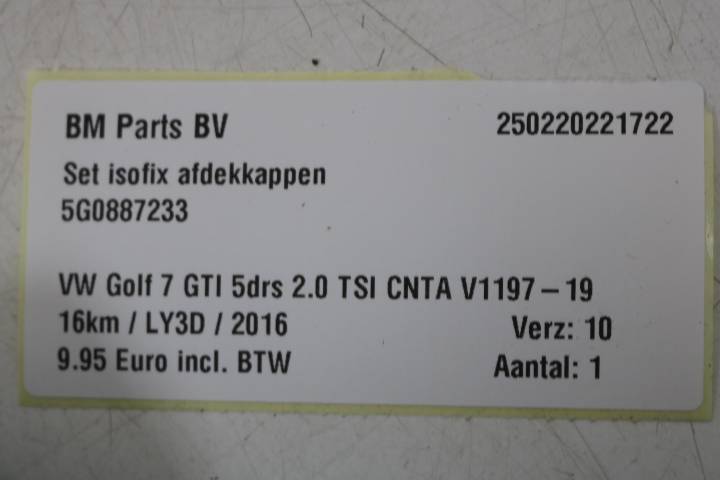 BM Parts BV 250220221722
Set isofix afdekkappen
5G0887233
VW Golf 7 GTI 5drs 2.0 TSI CNTA V1197-19
16km / LY3D / 2016 Verz: 10
9.95 Euro incl. BTW Aantal: 1